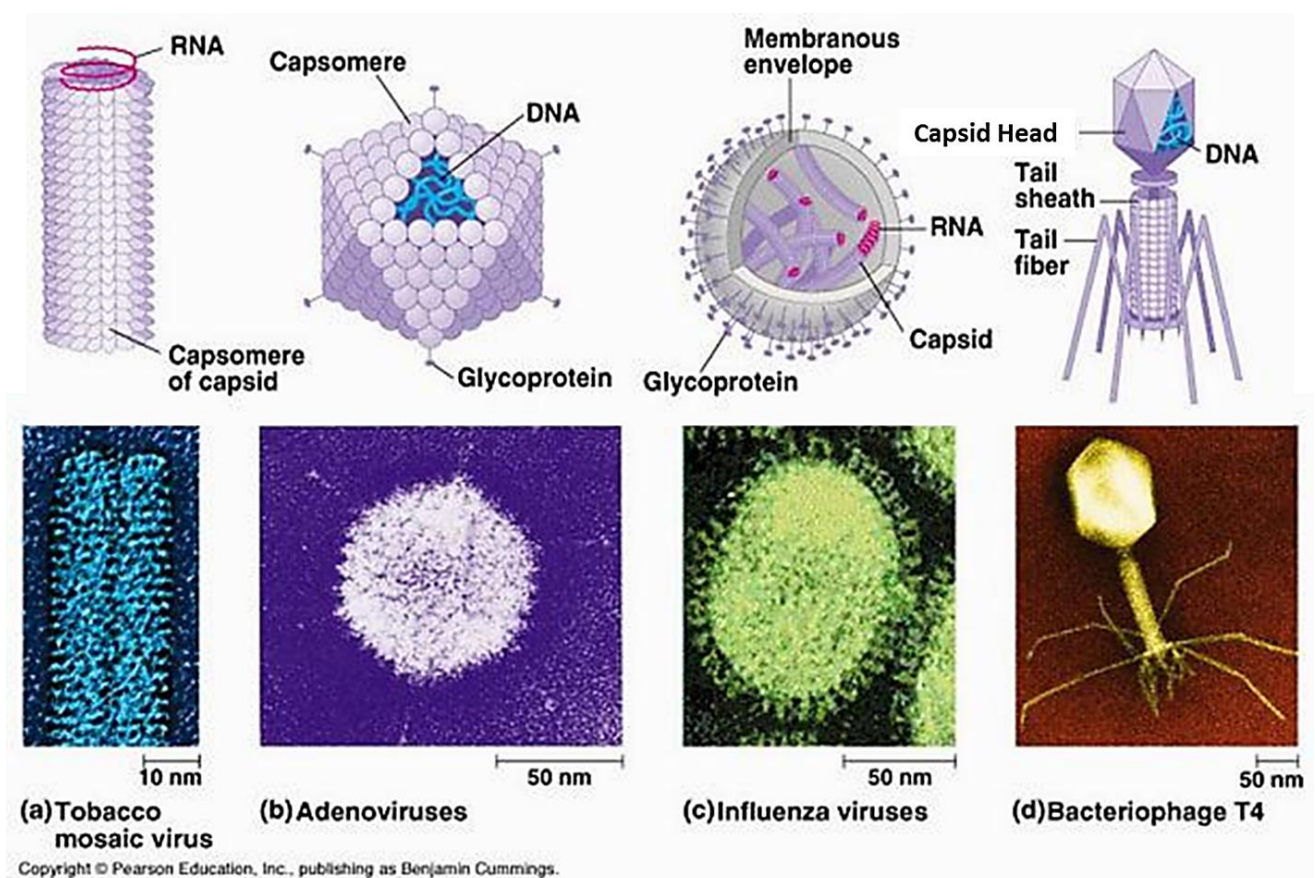 RNA
Capsomere
of capsid
Capsomere
DNA
Glycoprotein
Membranous
envelope
RNA
Capsid
Glycoprotein
Capsid Head
DNA
Tail
sheath
Tail
fiber
10 nm
50 nm
50 nm
50 nm
(a) Tobacco
mosaic virus
(b) Adenoviruses
(c) Influenza viruses
(d) Bacteriophage T4
Copyright © Pearson Education, Inc., publishing as Benjamin Cummings.